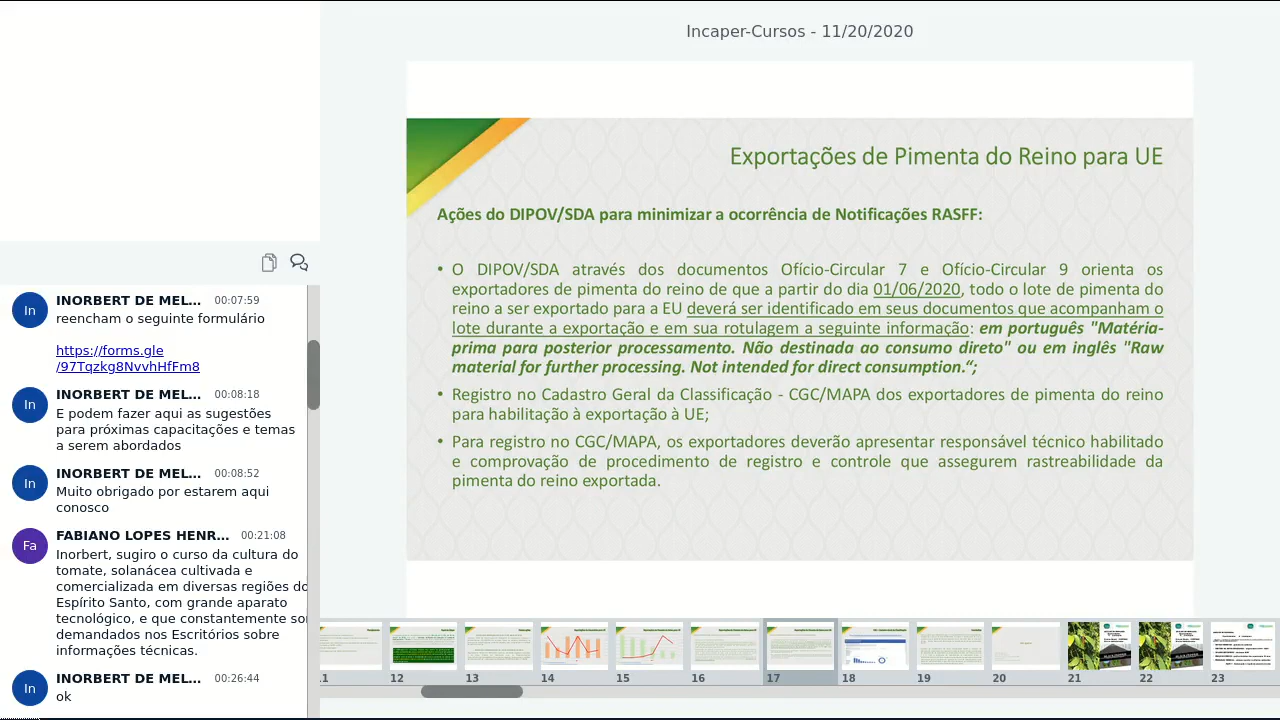 Incaper-Cursos - 11/20/2020
INORBERT DE MEL... 00:07:59
reencham o seguinte formulário
https://forms.gle
/97Tqzkg8NvvhHfFm8
INORBERT DE MEL... 00:08:18
E podem fazer aqui as sugestões
para próximas capacitações e temas
a serem abordados
INORBERT DE MEL... 00:08:52
Muito obrigado por estarem aqui
conosco
FABIANO LOPES HENR... 00:21:08
Inorbert, sugiro o curso da cultura do
tomate, solanácea cultivada e
comercializada em diversas regiões do
Espírito Santo, com grande aparato
tecnológico, e que constantemente so
demandados nos Escritórios sobre
informações técnicas.
INORBERT DE MEL... 00:26:44
ok
In
In
In
Fa
In
Exportações de Pimenta do Reino para UE
Ações do DIPOV/SDA para minimizar a ocorrência de Notificações RASFF:
• O DIPOV/SDA através dos documentos Ofício-Circular 7 e Ofício-Circular 9 orienta os
exportadores de pimenta do reino de que a partir do dia 01/06/2020, todo o lote de pimenta do
reino a ser exportado para a EU deverá ser identificado em seus documentos que acompanham o
lote durante a exportação e em sua rotulagem a seguinte informação: em português "Matéria-
prima para posterior processamento. Não destinada ao consumo direto" ou em inglês "Raw
material for further processing. Not intended for direct consumption.“;
• Registro no Cadastro Geral da Classificação - CGC/MAPA dos exportadores de pimenta do reino
para habilitação à exportação à UE;
• Para registro no CGC/MAPA, os exportadores deverão apresentar responsável técnico habilitado
e comprovação de procedimento de registro e controle que assegurem rastreabilidade da
pimenta do reino exportada.
12 13 14 15 16 17 18 19 20 21 22 23